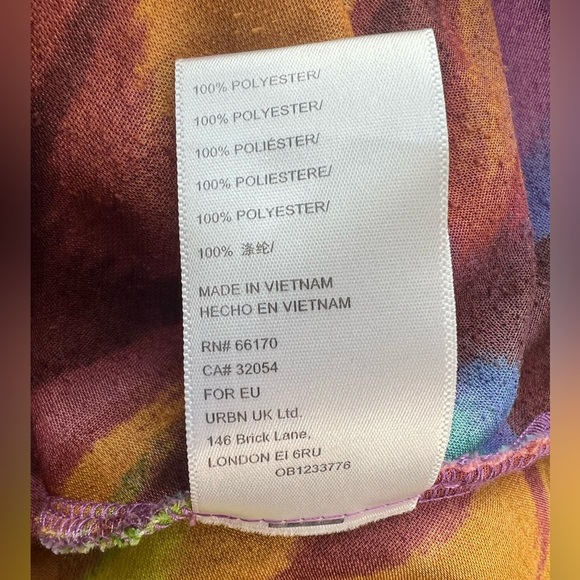 100% POLYESTER/
100% POLYESTER/
100% POLIÉSTER/
100% POLIESTERE/
100% POLYESTER/
100% 涤纶/
MADE IN VIETNAM
HECHO EN VIETNAM
RN# 66170
CA# 32054
FOR EU
URBN UK Ltd.
146 Brick Lane,
LONDON EI 6RU
OB1233776